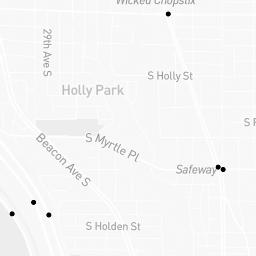 Wicked Chopstix
29th Ave S
S Holly St
Holly Park
S Myrtle Pl
Beacon Ave S
Safeway
S Holden St